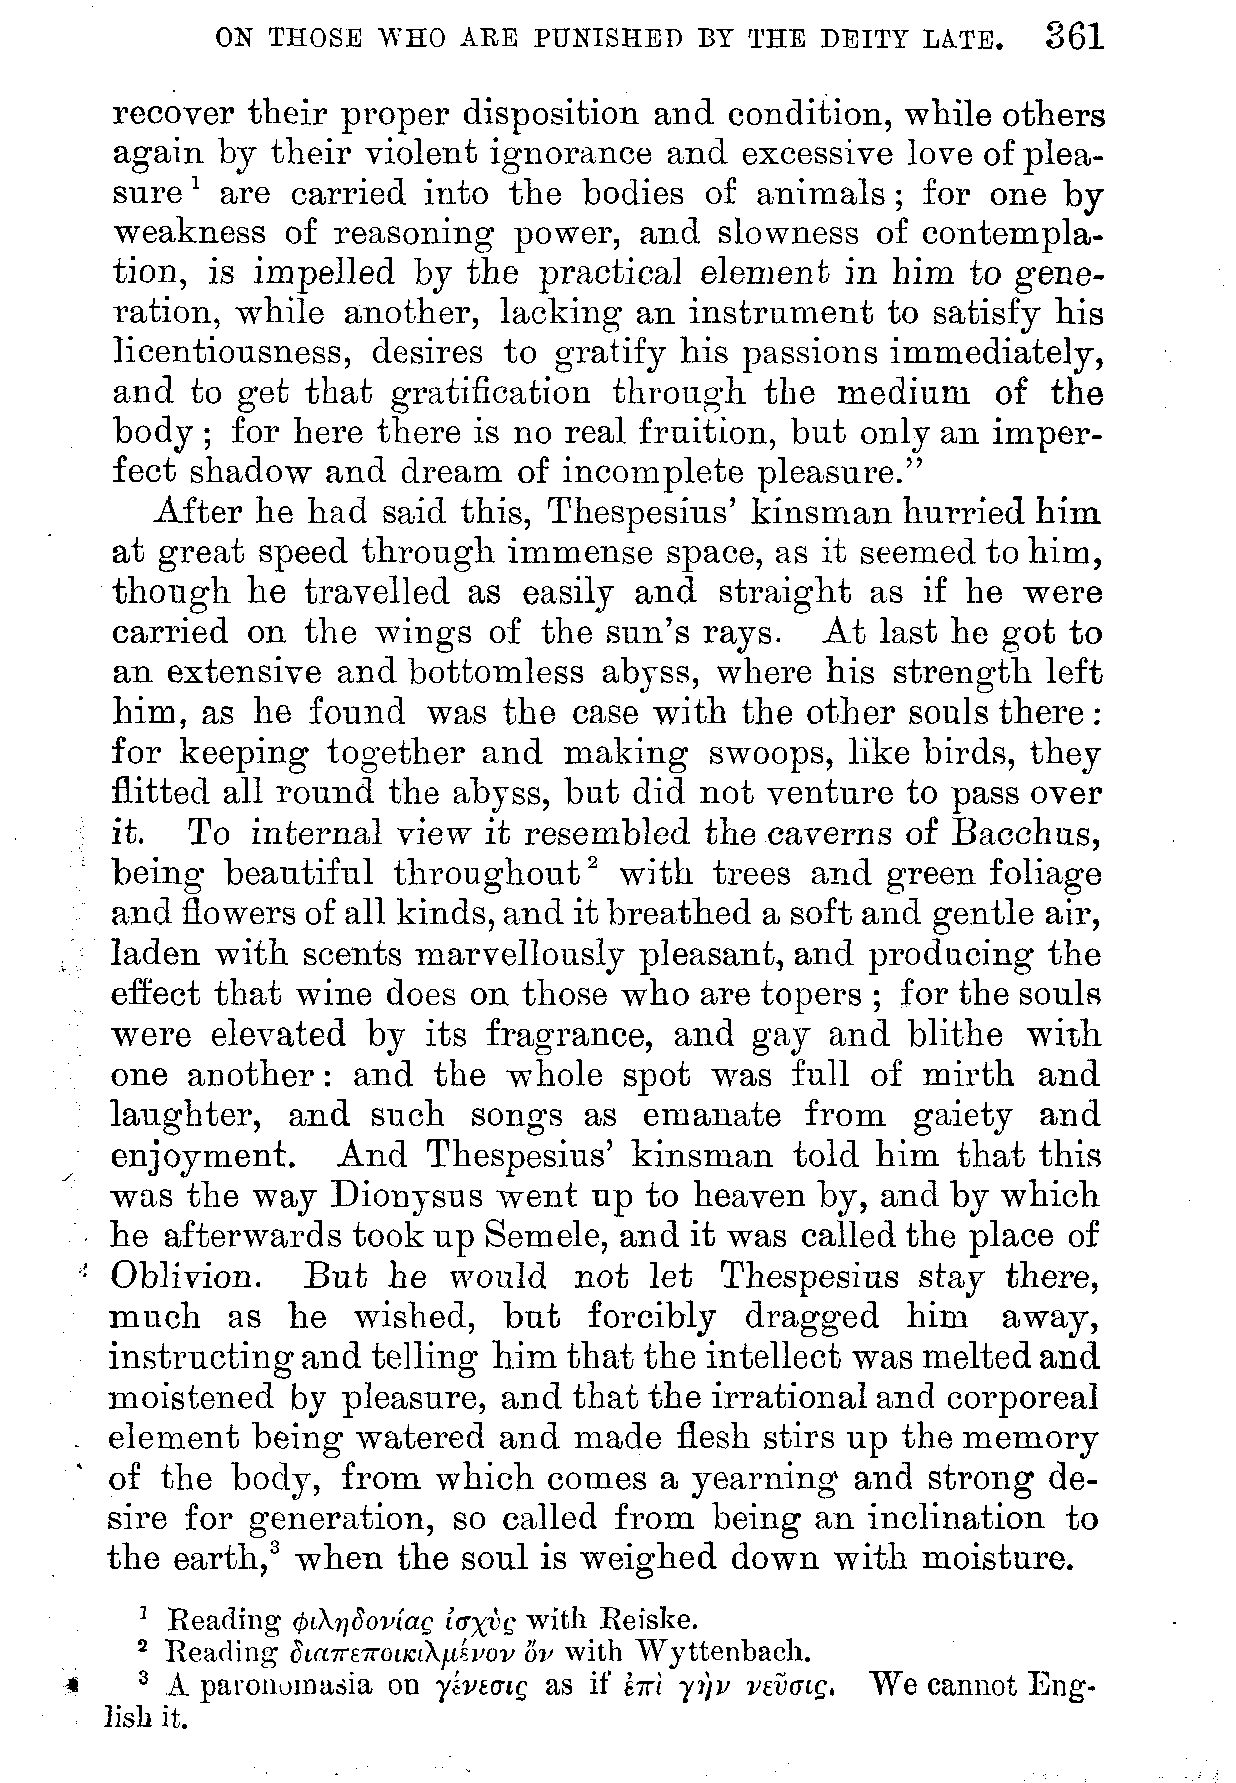 ON THOSE WHO ARE PUNISHED BY THE DEITY LATE. 361
recover their proper disposition and condition, while others
again by their violent ignorance and excessive love of plea-
sure¹ are carried into the bodies of animals; for one by
weakness of reasoning power, and slowness of contempla-
tion, is impelled by the practical element in him to gene-
ration, while another, lacking an instrument to satisfy his
licentiousness, desires to gratify his passions immediately,
and to get that gratification through the medium of the
body; for here there is no real fruition, but only an imper-
fect shadow and dream of incomplete pleasure."
After he had said this, Thespesius' kinsman hurried him
at great speed through immense space, as it seemed to him,
though he travelled as easily and straight as if he were
carried on the wings of the sun's rays. At last he got to
an extensive and bottomless abyss, where his strength left
him, as he found was the case with the other souls there:
for keeping together and making swoops, like birds, they
flitted all round the abyss, but did not venture to pass over
it. To internal view it resembled the caverns of Bacchus,
being beautiful throughout² with trees and green foliage
and flowers of all kinds, and it breathed a soft and gentle air,
laden with scents marvellously pleasant, and producing the
effect that wine does on those who are topers; for the souls
were elevated by its fragrance, and gay and blithe with
one another: and the whole spot was full of mirth and
laughter, and such songs as emanate from gaiety and
enjoyment. And Thespesius' kinsman told him that this
was the way Dionysus went up to heaven by, and by which
he afterwards took up Semele, and it was called the place of
Oblivion. But he would not let Thespesius stay there,
much as he wished, but forcibly dragged him away,
instructing and telling him that the intellect was melted and
moistened by pleasure, and that the irrational and corporeal
element being watered and made flesh stirs up the memory
of the body, from which comes a yearning and strong de-
sire for generation, so called from being an inclination to
the earth,³ when the soul is weighed down with moisture.
¹ Reading φιληδονίας ἰσχὺς with Reiske.
² Reading διαπεποικιλμένον ὂν with Wyttenbach.
³ A paronomasia on γένεσις as if ἐπὶ γὴν νεῦσις. We cannot Eng-
lish it.